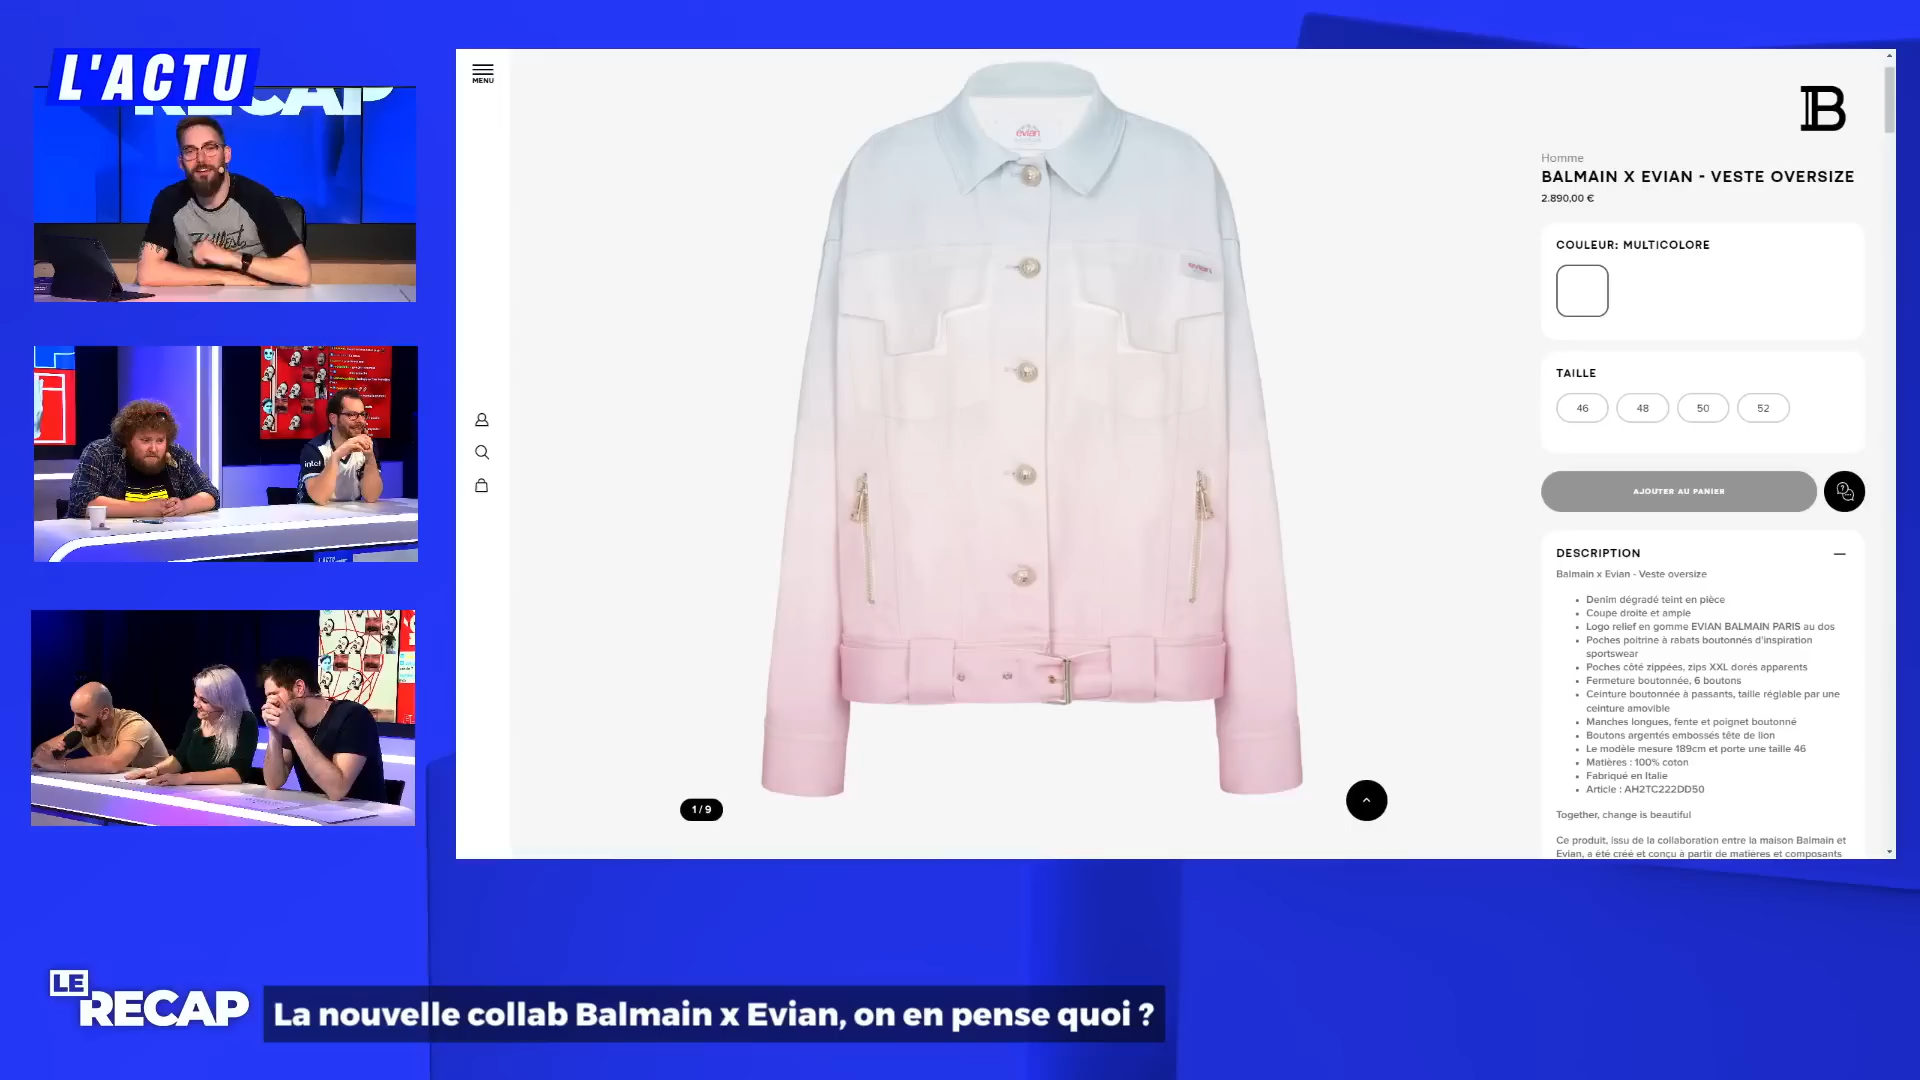 L'ACTU
RECAP
Zillest
intel
L'ACTU
MENU
evian
evian
1 / 9
B
Homme
BALMAIN X EVIAN - VESTE OVERSIZE
2.890,00 €
COULEUR: MULTICOLORE
TAILLE
46 48 50 52
AJOUTER AU PANIER
DESCRIPTION
Balmain x Evian - Veste oversize
• Denim dégradé teint en pièce
• Coupe droite et ample
• Logo relief en gomme EVIAN BALMAIN PARIS au dos
• Poches poitrine à rabats boutonnés d'inspiration
sportswear
• Poches côté zippées, zips XXL dorés apparents
• Fermeture boutonnée, 6 boutons
• Ceinture boutonnée à passants, taille réglable par une
ceinture amovible
• Manches longues, fente et poignet boutonné
• Boutons argentés embossés tête de lion
• Le modèle mesure 189cm et porte une taille 46
• Matières : 100% coton
• Fabriqué en Italie
• Article : AH2TC222DD50
Together, change is beautiful
Ce produit, issu de la collaboration entre la maison Balmain et
Evian, a été créé et conçu à partir de matières et composants
LE
RECAP
La nouvelle collab Balmain x Evian, on en pense quoi ?